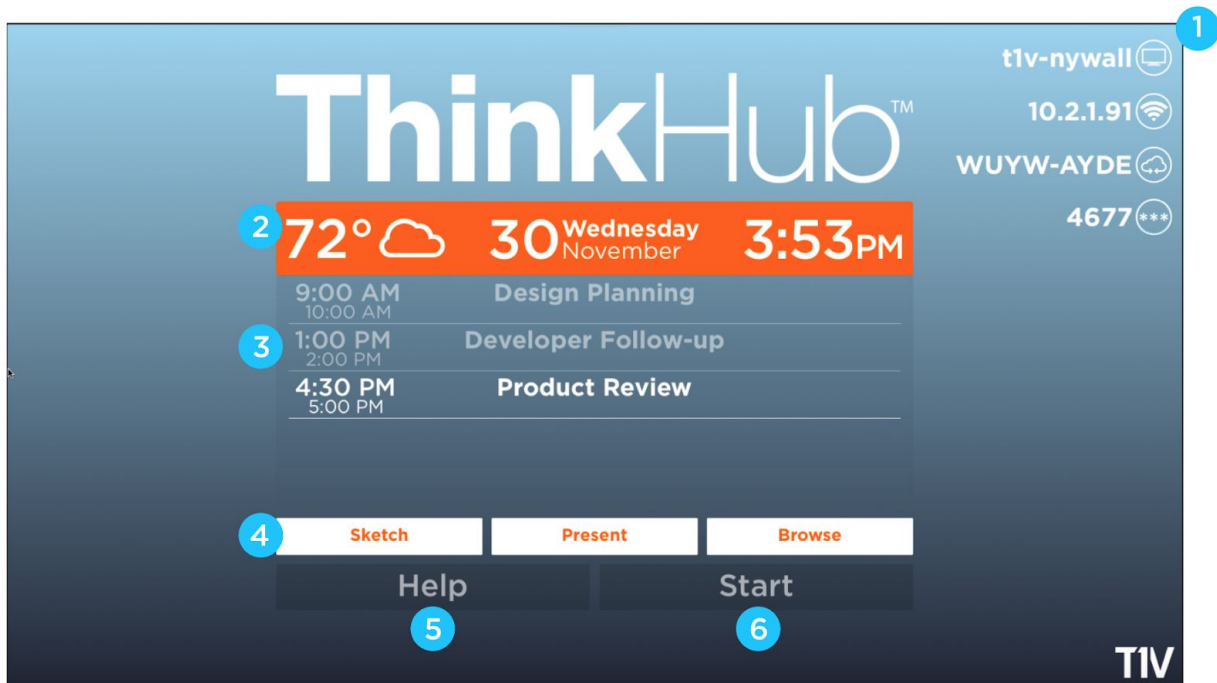 1
t1v-nywall
10.2.1.91
WUYW-AYDE
4677 ***
ThinkHub™
2
72° 30 Wednesday November 3:53PM
9:00 AM Design Planning
10:00 AM
3
1:00 PM Developer Follow-up
2:00 PM
4:30 PM Product Review
5:00 PM
4
Sketch Present Browse
Help Start
5 6
T1V